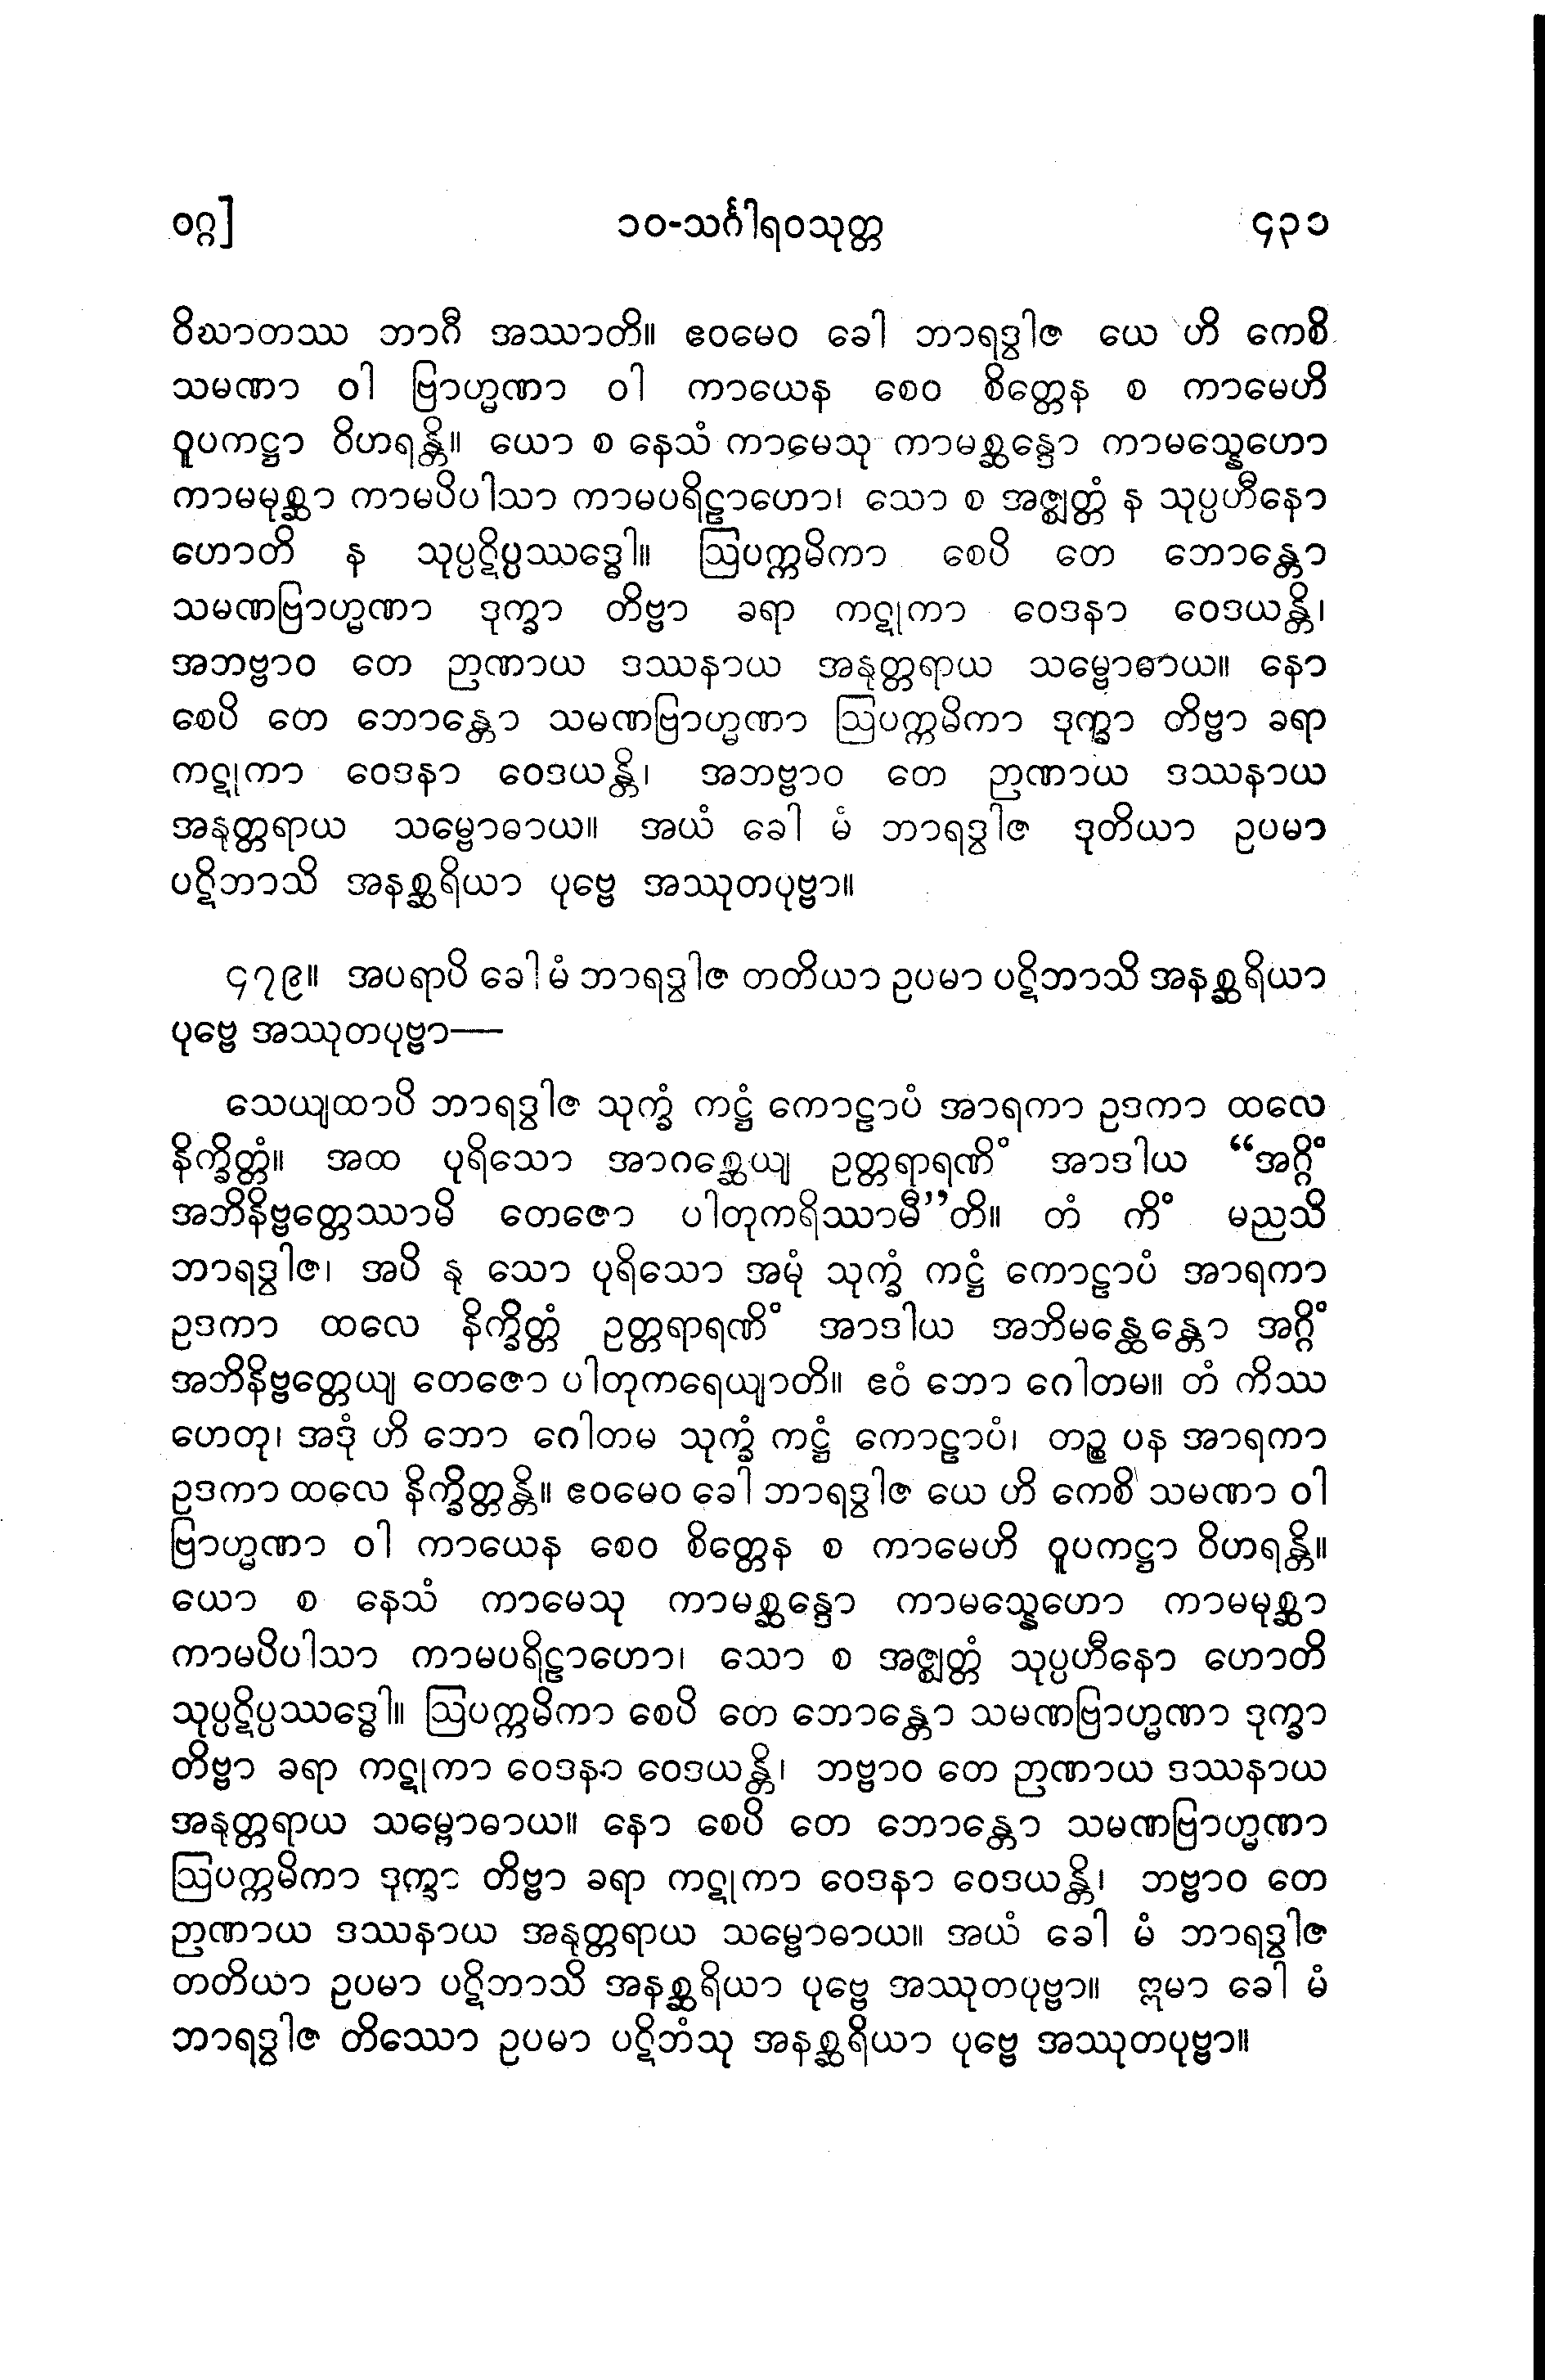 ဝဂ္ဂ] ၁၀-သင်္ဂါရဝသုတ္တ ၄၃၁
ဝိဃာတဿ ဘာဂီ အဿာတိ။ ဧဝမေဝ ခေါ ဘာရဒွါဇ ယေ ဟိ ကေစိ
သမဏာ ဝါ ဗြာဟ္မဏာ ဝါ ကာယေန စေဝ စိတ္တေန စ ကာမေဟိ
ဝူပကဋ္ဌာ ဝိဟရန္တိ။ ယော စ နေသံ ကာမေသု ကာမစ္ဆန္ဒော ကာမသ္နေဟော
ကာမမုစ္ဆာ ကာမပိပါသာ ကာမပရိဠာဟော၊ သော စ အဇ္ဈတ္တံ န သုပ္ပဟီနော
ဟောတိ န သုပ္ပဋိပ္ပဿဒ္ဓေါ။ ဩပက္ကမိကာ စေပိ တေ ဘောန္တော
သမဏဗြာဟ္မဏာ ဒုက္ခာ တိဗ္ဗာ ခရာ ကဋုကာ ဝေဒနာ ဝေဒယန္တိ၊
အဘဗ္ဗာဝ တေ ဉာဏာယ ဒဿနာယ အနုတ္တရာယ သမ္ဗောဓာယ။ နော
စေပိ တေ ဘောန္တော သမဏဗြာဟ္မဏာ ဩပက္ကမိကာ ဒုက္ခာ တိဗ္ဗာ ခရာ
ကဋုကာ ဝေဒနာ ဝေဒယန္တိ၊ အဘဗ္ဗာဝ တေ ဉာဏာယ ဒဿနာယ
အနုတ္တရာယ သမ္ဗောဓာယ။ အယံ ခေါ မံ ဘာရဒွါဇ ဒုတိယာ ဥပမာ
ပဋိဘာသိ အနစ္ဆရိယာ ပုဗ္ဗေ အဿုတပုဗ္ဗာ။
၄၇၉။ အပရာပိ ခေါ မံ ဘာရဒွါဇ တတိယာ ဥပမာ ပဋိဘာသိ အနစ္ဆရိယာ
ပုဗ္ဗေ အဿုတပုဗ္ဗာ—
သေယျထာပိ ဘာရဒွါဇ သုက္ခံ ကဋ္ဌံ ကောဠာပံ အာရကာ ဥဒကာ ထလေ
နိက္ခိတ္တံ။ အထ ပုရိသော အာဂစ္ဆေယျ ဥတ္တရာရဏိံ အာဒါယ “အဂ္ဂိံ
အဘိနိဗ္ဗတ္တေဿာမိ တေဇော ပါတုကရိဿာမီ”တိ။ တံ ကိံ မညသိ
ဘာရဒွါဇ၊ အပိ နု သော ပုရိသော အမုံ သုက္ခံ ကဋ္ဌံ ကောဠာပံ အာရကာ
ဥဒကာ ထလေ နိက္ခိတ္တံ ဥတ္တရာရဏိံ အာဒါယ အဘိမန္ထေန္တော အဂ္ဂိံ
အဘိနိဗ္ဗတ္တေယျ တေဇော ပါတုကရေယျာတိ။ ဧဝံ ဘော ဂေါတမ။ တံ ကိဿ
ဟေတု၊ အဒုံ ဟိ ဘော ဂေါတမ သုက္ခံ ကဋ္ဌံ ကောဠာပံ၊ တဉ္စ ပန အာရကာ
ဥဒကာ ထလေ နိက္ခိတ္တန္တိ။ ဧဝမေဝ ခေါ ဘာရဒွါဇ ယေ ဟိ ကေစိ သမဏာ ဝါ
ဗြာဟ္မဏာ ဝါ ကာယေန စေဝ စိတ္တေန စ ကာမေဟိ ဝူပကဋ္ဌာ ဝိဟရန္တိ။
ယော စ နေသံ ကာမေသု ကာမစ္ဆန္ဒော ကာမသ္နေဟော ကာမမုစ္ဆာ
ကာမပိပါသာ ကာမပရိဠာဟော၊ သော စ အဇ္ဈတ္တံ သုပ္ပဟီနော ဟောတိ
သုပ္ပဋိပ္ပဿဒ္ဓေါ။ ဩပက္ကမိကာ စေပိ တေ ဘောန္တော သမဏဗြာဟ္မဏာ ဒုက္ခာ
တိဗ္ဗာ ခရာ ကဋုကာ ဝေဒနာ ဝေဒယန္တိ၊ ဘဗ္ဗာဝ တေ ဉာဏာယ ဒဿနာယ
အနုတ္တရာယ သမ္ဗောဓာယ။ နော စေပိ တေ ဘောန္တော သမဏဗြာဟ္မဏာ
ဩပက္ကမိကာ ဒုက္ခာ တိဗ္ဗာ ခရာ ကဋုကာ ဝေဒနာ ဝေဒယန္တိ၊ ဘဗ္ဗာဝ တေ
ဉာဏာယ ဒဿနာယ အနုတ္တရာယ သမ္ဗောဓာယ။ အယံ ခေါ မံ ဘာရဒွါဇ
တတိယာ ဥပမာ ပဋိဘာသိ အနစ္ဆရိယာ ပုဗ္ဗေ အဿုတပုဗ္ဗာ။ ဣမာ ခေါ မံ
ဘာရဒွါဇ တိဿော ဥပမာ ပဋိဘံသု အနစ္ဆရိယာ ပုဗ္ဗေ အဿုတပုဗ္ဗာ။